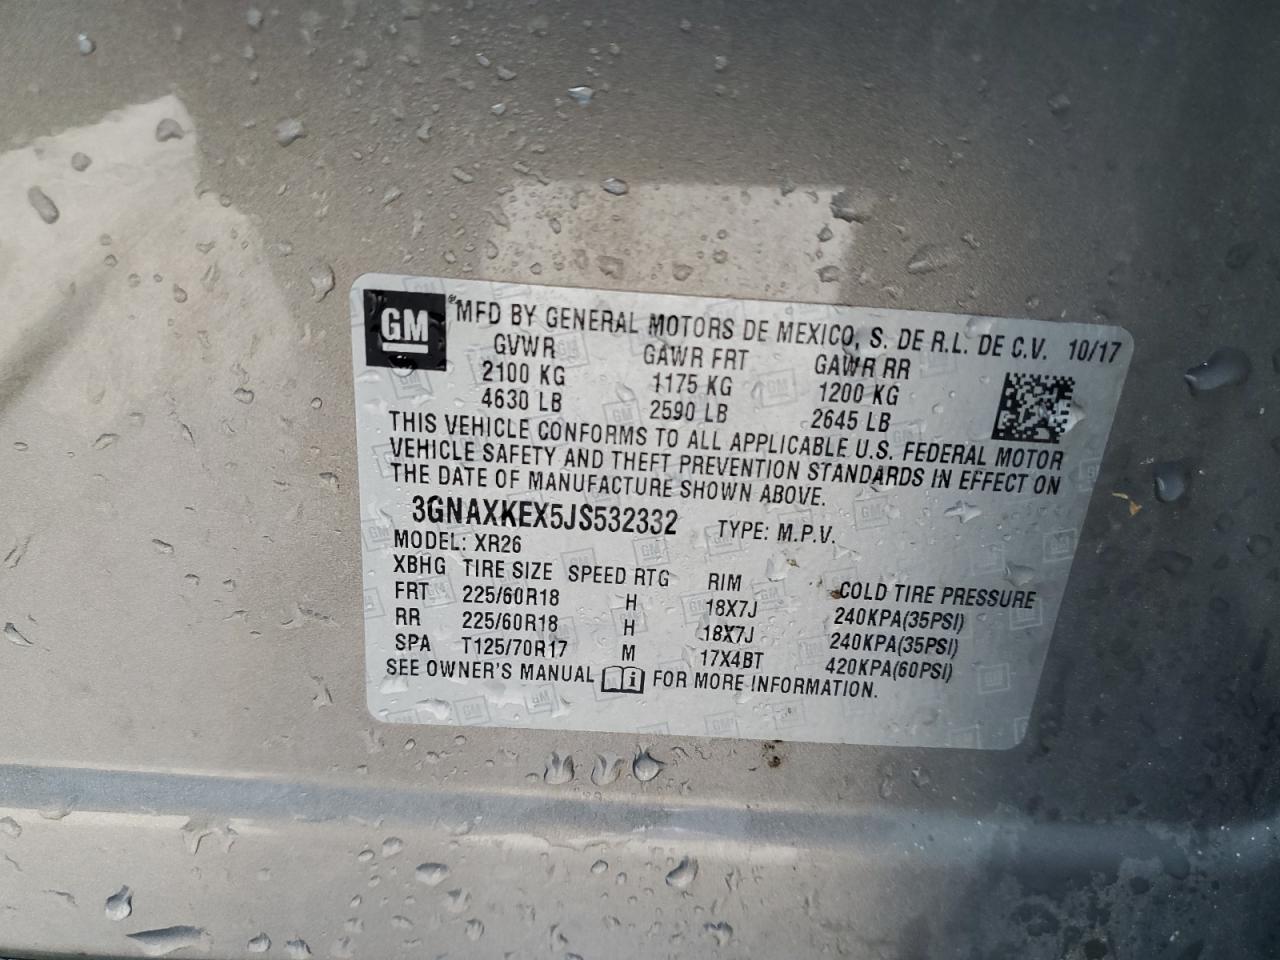 GM
® MFD BY GENERAL MOTORS DE MEXICO, S. DE R.L. DE C.V. 10/17
GVWR GAWR FRT GAWR RR
2100 KG 1175 KG 1200 KG
4630 LB 2590 LB 2645 LB
THIS VEHICLE CONFORMS TO ALL APPLICABLE U.S. FEDERAL MOTOR
VEHICLE SAFETY AND THEFT PREVENTION STANDARDS IN EFFECT ON
THE DATE OF MANUFACTURE SHOWN ABOVE.
3GNAXKEX5JS532332 TYPE: M.P.V.
MODEL: XR26
XBHG TIRE SIZE SPEED RTG RIM COLD TIRE PRESSURE
FRT 225/60R18 H 18X7J 240KPA(35PSI)
RR 225/60R18 H 18X7J 240KPA(35PSI)
SPA T125/70R17 M 17X4BT 420KPA(60PSI)
SEE OWNER'S MANUAL i FOR MORE INFORMATION.